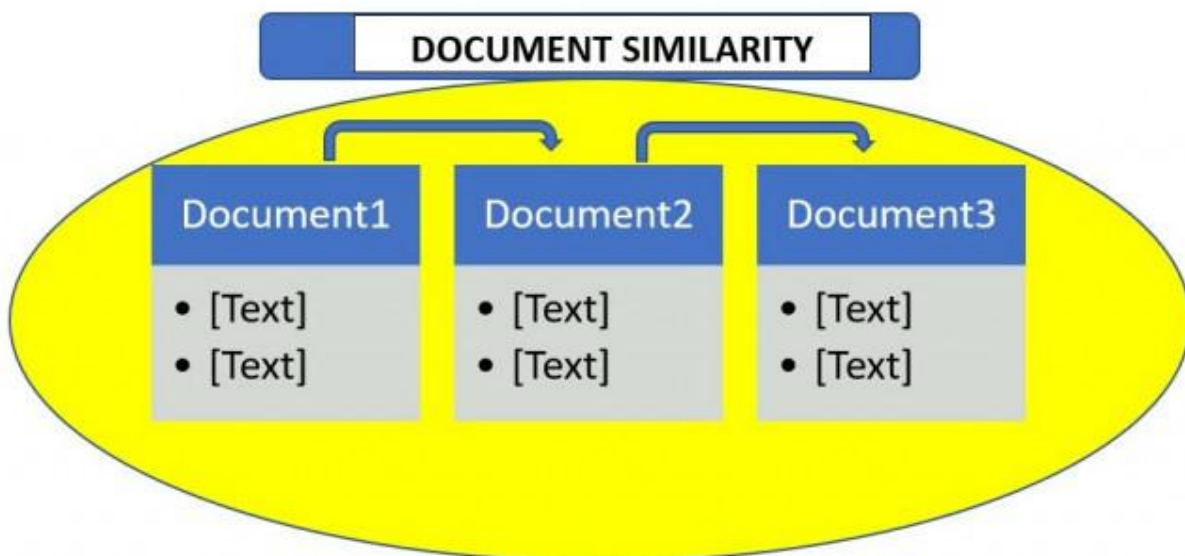 DOCUMENT SIMILARITY
Document1
• [Text]
• [Text]
Document2
• [Text]
• [Text]
Document3
• [Text]
• [Text]